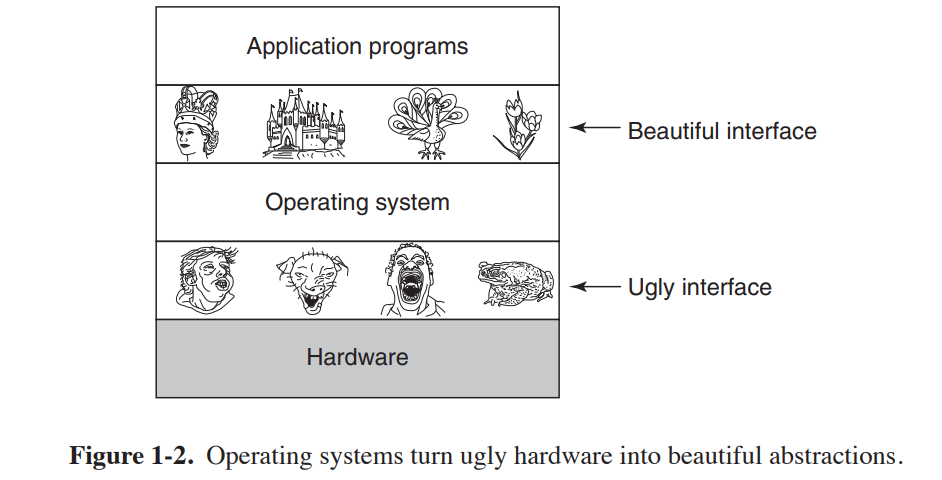 Application programs
Beautiful interface
Operating system
Ugly interface
Hardware
Figure 1-2. Operating systems turn ugly hardware into beautiful abstractions.